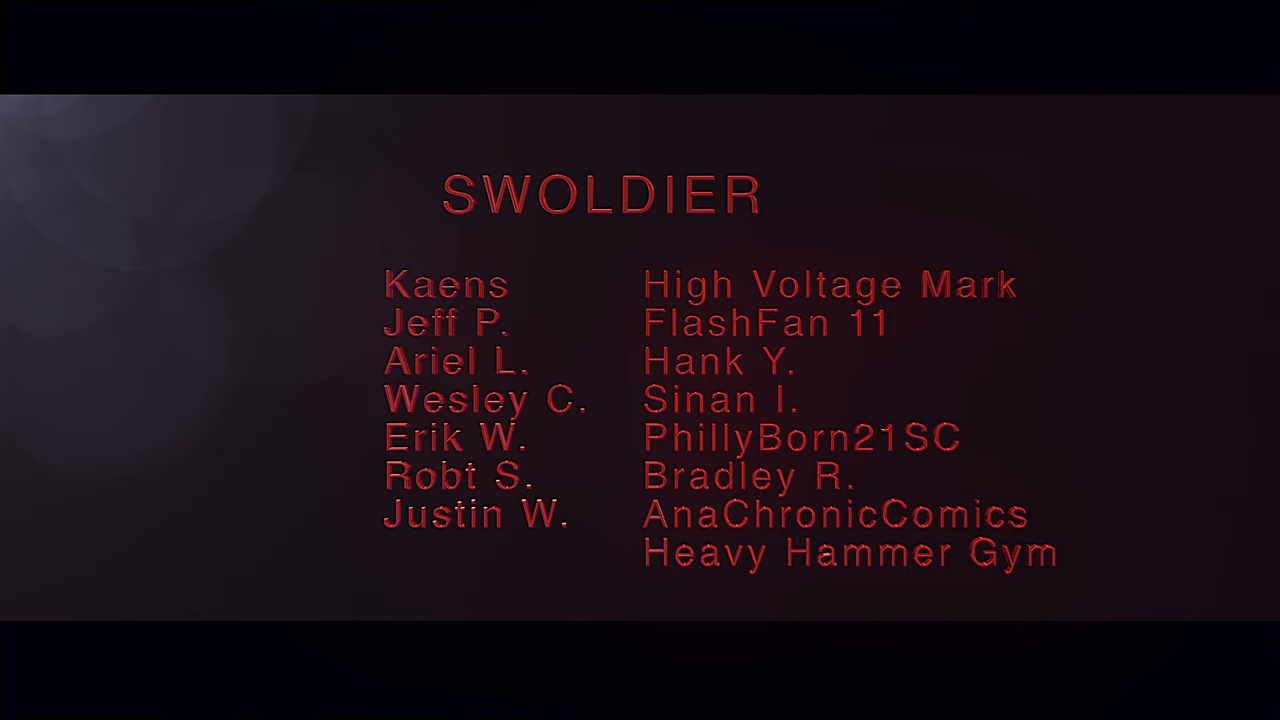 SWOLDIER
Kaens
Jeff P.
Ariel L.
Wesley C.
Erik W.
Robt S.
Justin W.
High Voltage Mark
FlashFan 11
Hank Y.
Sinan I.
PhillyBorn21SC
Bradley R.
AnaChronicComics
Heavy Hammer Gym